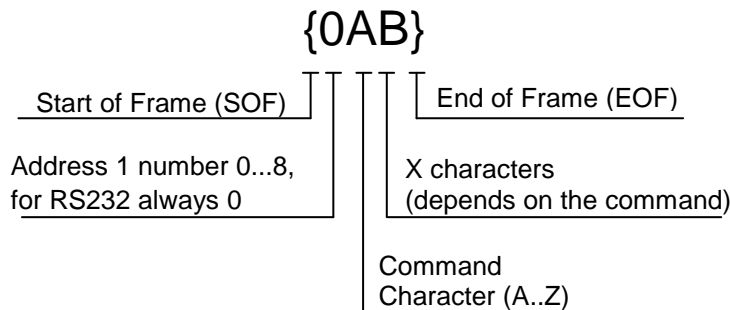 {0AB}
Start of Frame (SOF)
End of Frame (EOF)
Address 1 number 0...8,
for RS232 always 0
X characters
(depends on the command)
Command
Character (A..Z)